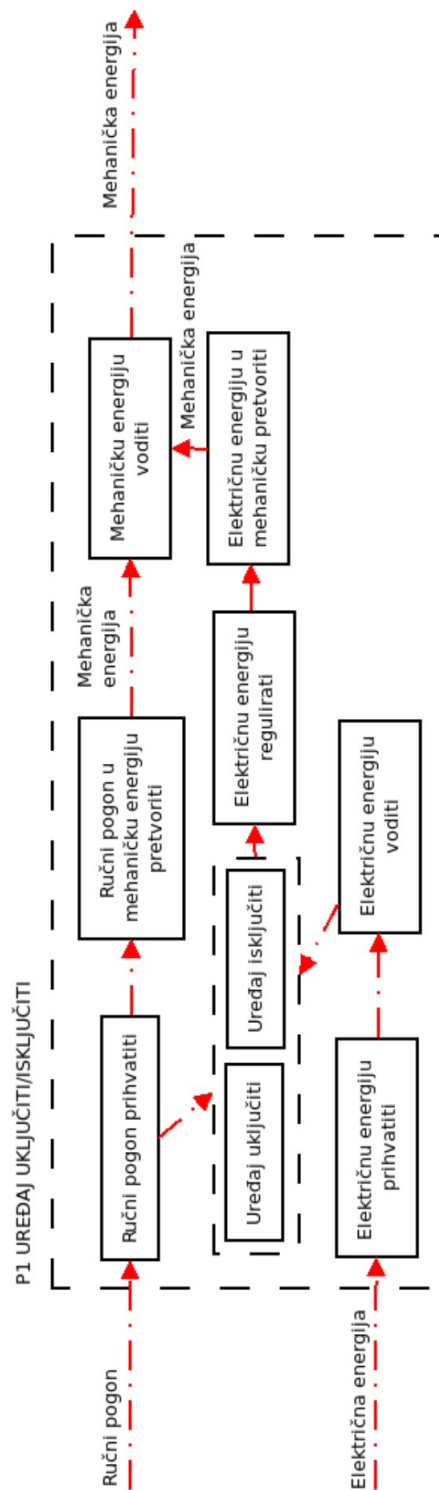 P1 UREĐAJ UKLJUČITI/ISKLJUČITI
Ručni pogon
Ručni pogon prihvatiti
Ručni pogon u
mehaničku energiju
pretvoriti
Mehanička
energija
Mehaničku energiju
voditi
Mehanička energija
Uređaj uključiti
Uređaj isključiti
Električnu energiju
regulirati
Električnu energiju u
mehaničku pretvoriti
Mehanička energija
Električna energija
Električnu energiju
prihvatiti
Električnu energiju
voditi